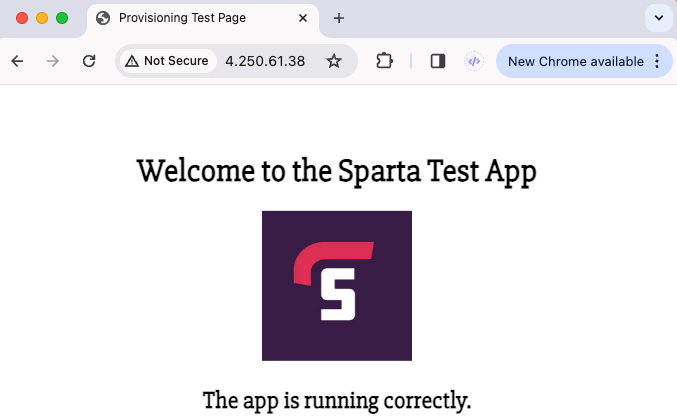 Provisioning Test Page
Not Secure 4.250.61.38 New Chrome available
Welcome to the Sparta Test App
S
The app is running correctly.